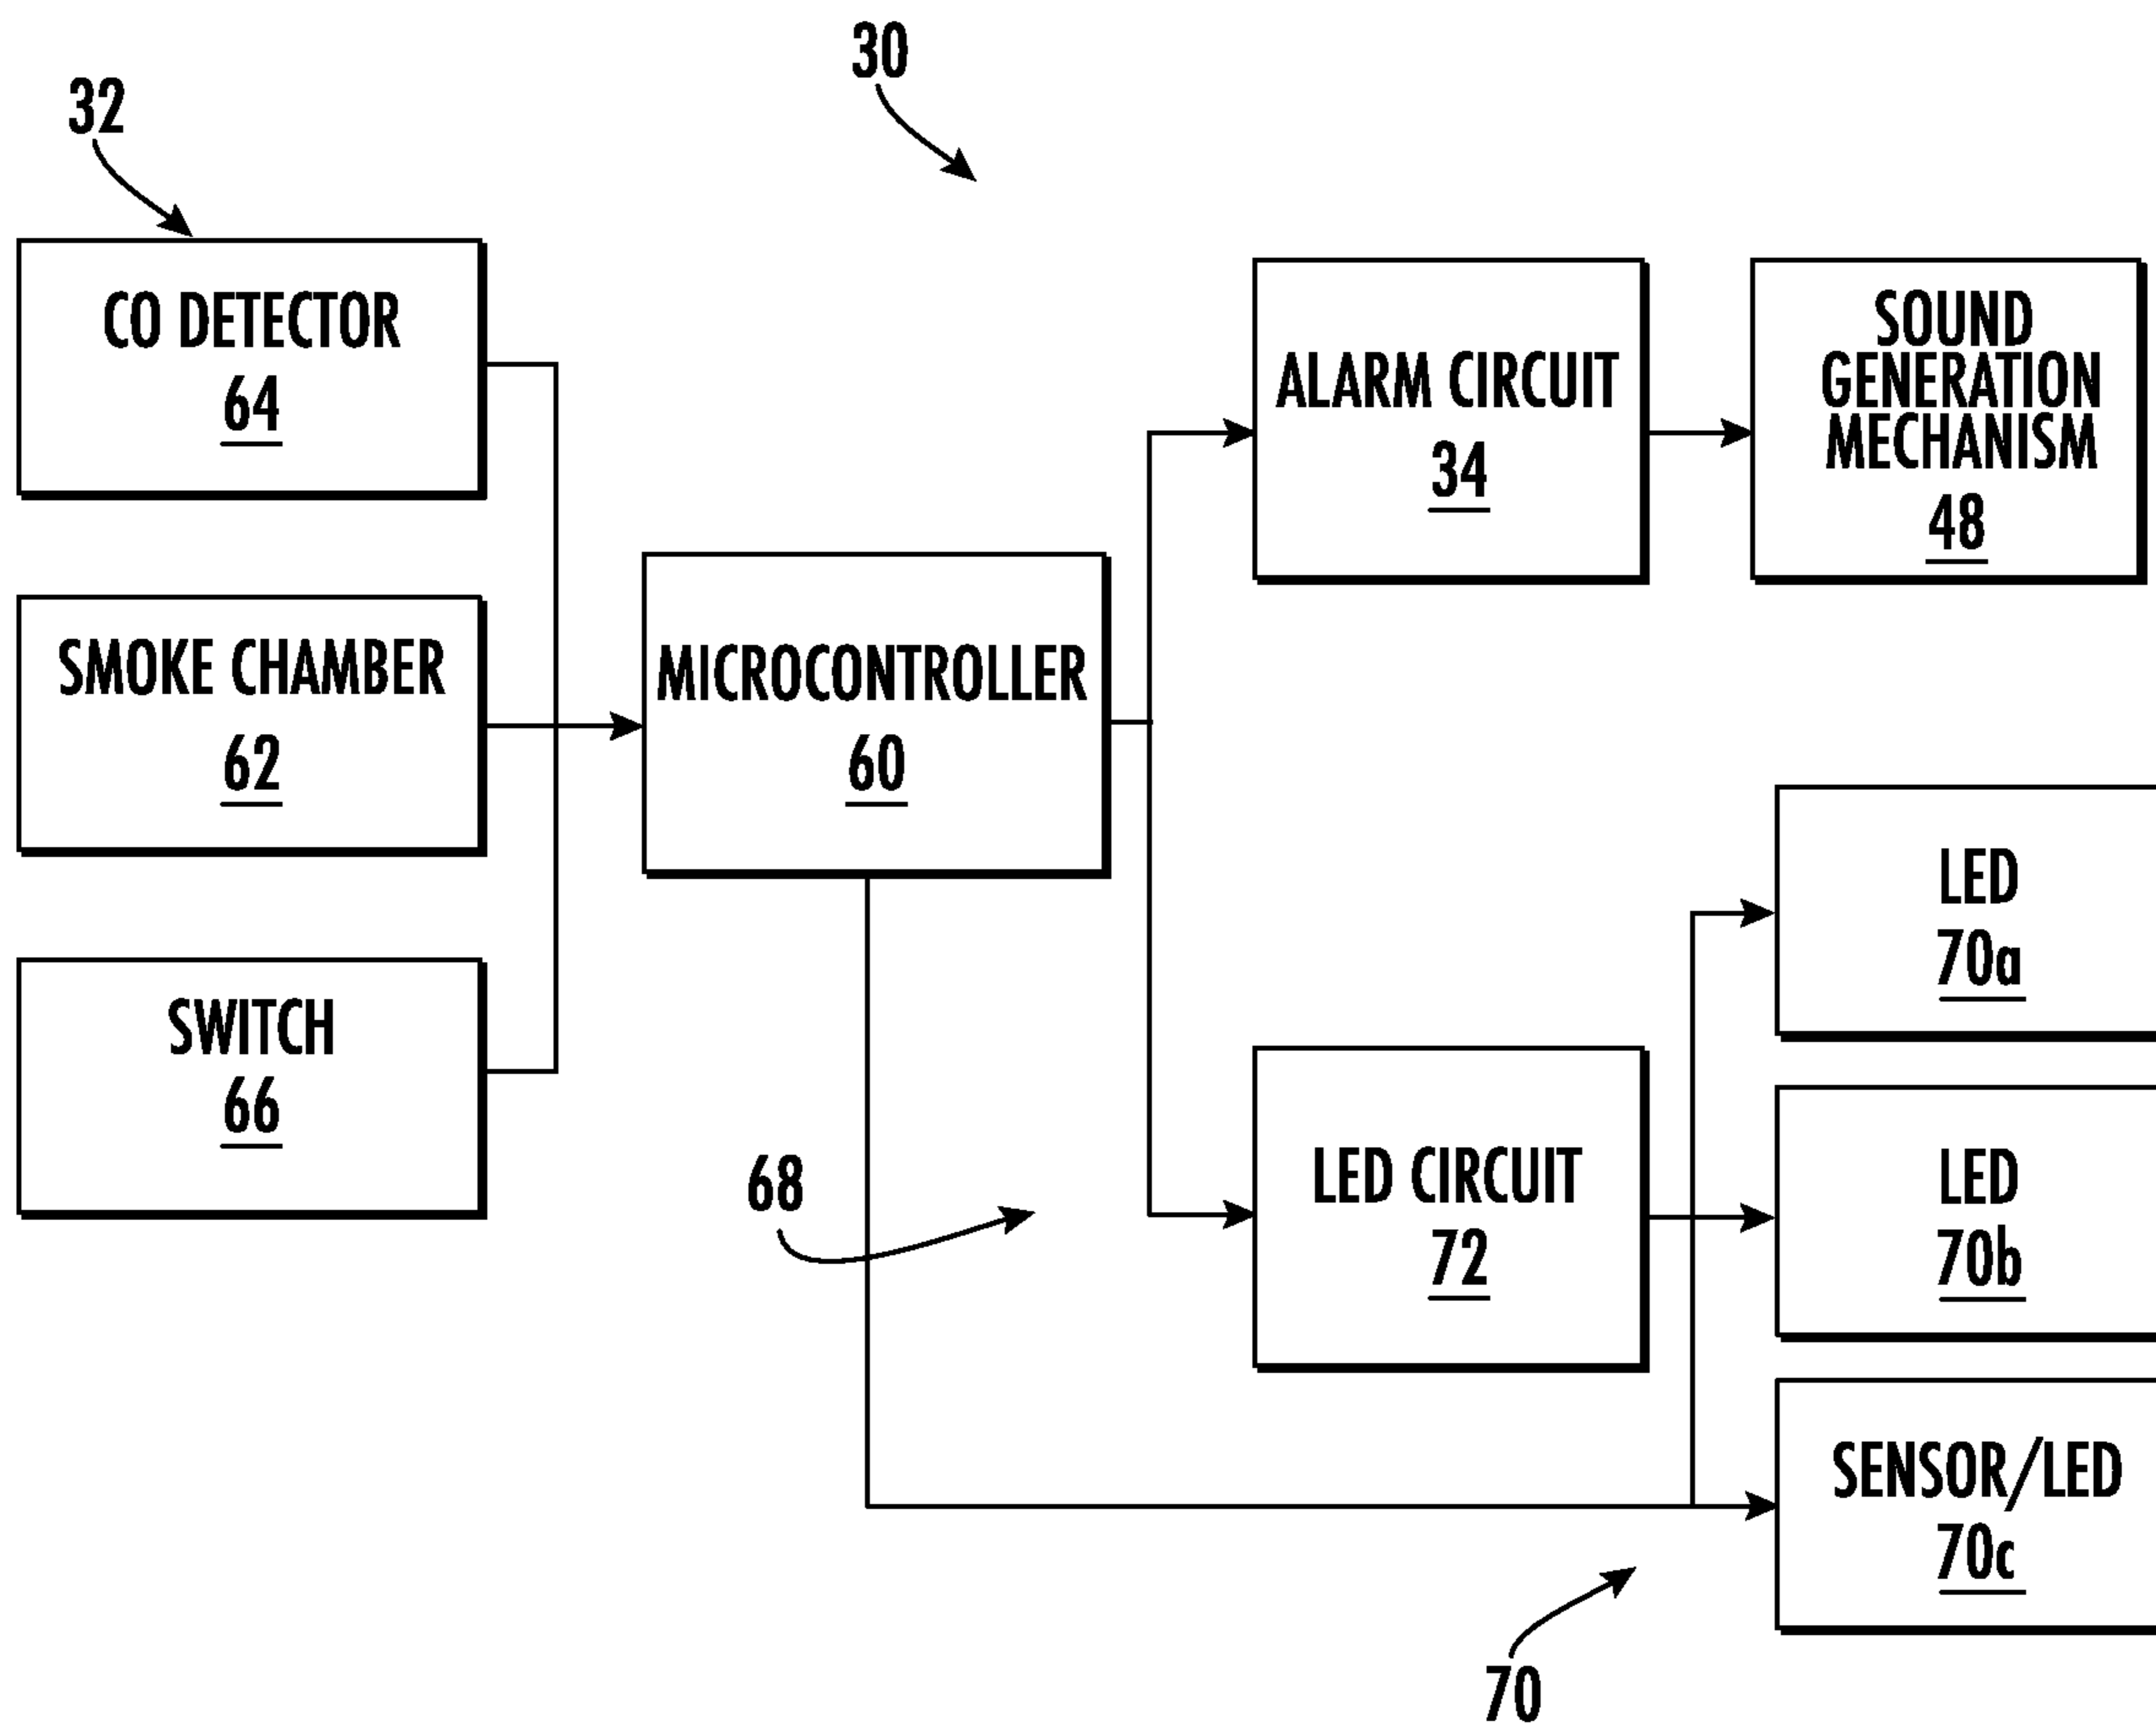 30
32
CO DETECTOR
64
SMOKE CHAMBER
62
SWITCH
66
MICROCONTROLLER
60
ALARM CIRCUIT
34
SOUND
GENERATION
MECHANISM
48
68
LED CIRCUIT
72
LED
70a
LED
70b
SENSOR/LED
70c
70